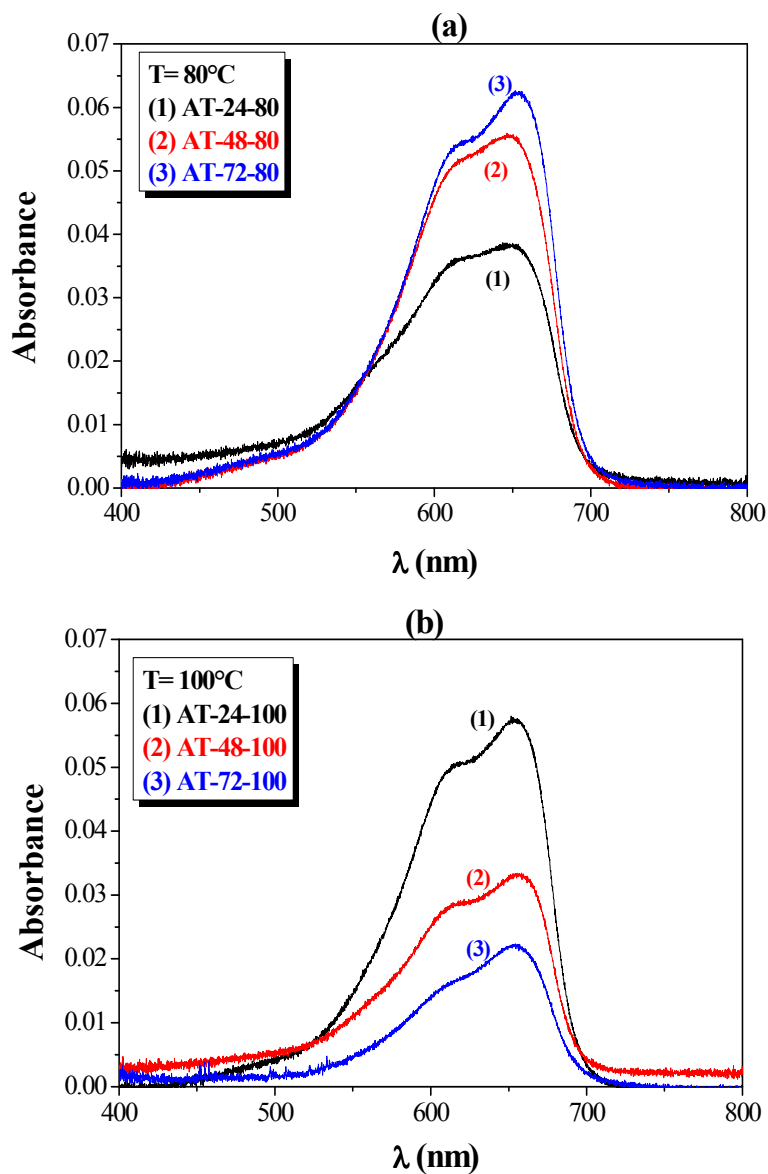 (a)
0.07
0.06
0.05
0.04
0.03
0.02
0.01
0.00
Absorbance
T= 80°C
(1) AT-24-80
(2) AT-48-80
(3) AT-72-80
(3)
(2)
(1)
400 500 600 700 800
λ (nm)
(b)
0.07
0.06
0.05
0.04
0.03
0.02
0.01
0.00
Absorbance
T= 100°C
(1) AT-24-100
(2) AT-48-100
(3) AT-72-100
(1)
(2)
(3)
400 500 600 700 800
λ (nm)